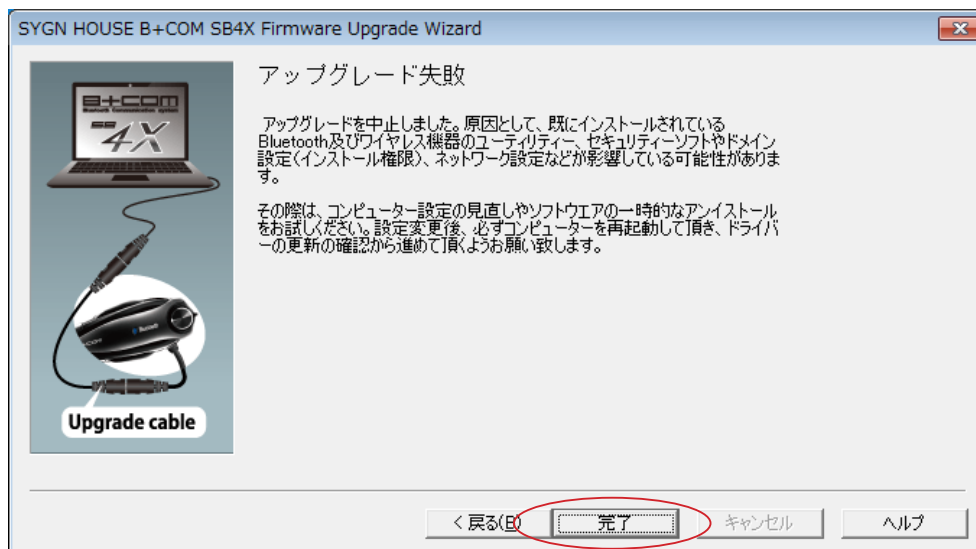 SYGN HOUSE B+COM SB4X Firmware Upgrade Wizard
B+COM
Bluetooth Communication System
SB
4X
アップグレード失敗
アップグレードを中止しました。原因として、既にインストールされている
Bluetooth及びワイヤレス機器のユーティリティー、セキュリティーソフトやドメイン
設定(インストール権限)、ネットワーク設定などが影響している可能性がありま
す。
その際は、コンピューター設定の見直しやソフトウエアの一時的なアンイストール
をお試しください。設定変更後、必ずコンピューターを再起動して頂き、ドライバ
ーの更新の確認から進めて頂くようお願い致します。
Bluetooth
Upgrade cable
< 戻る(B)
完了
キャンセル
ヘルプ